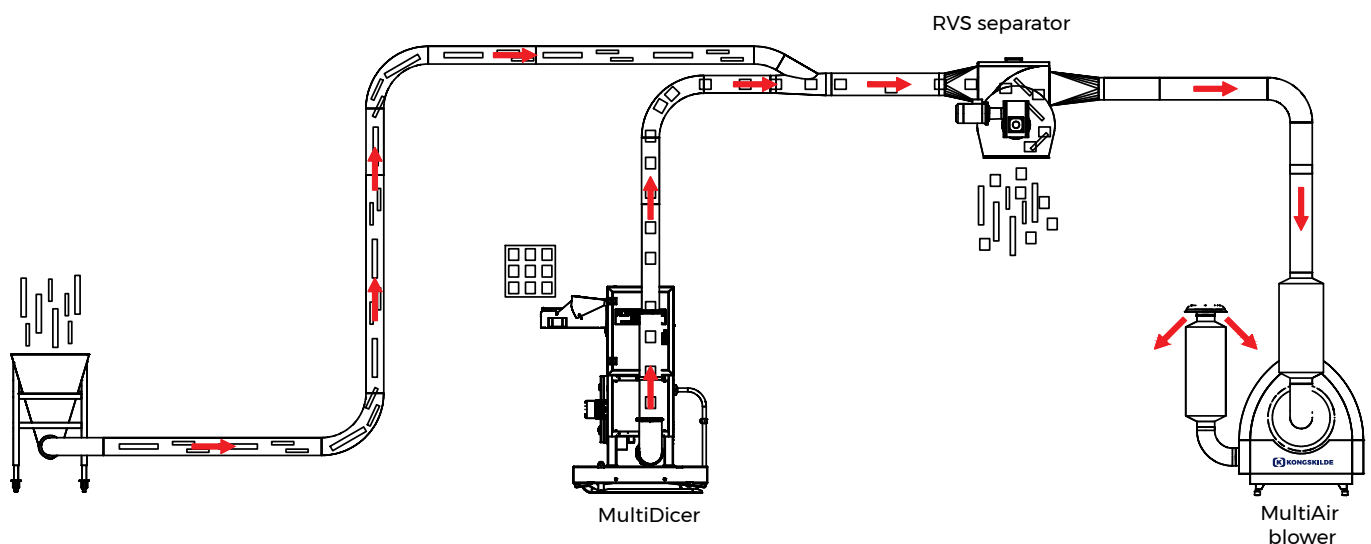 RVS separator
MultiDicer
KONGSKILDE
MultiAir
blower